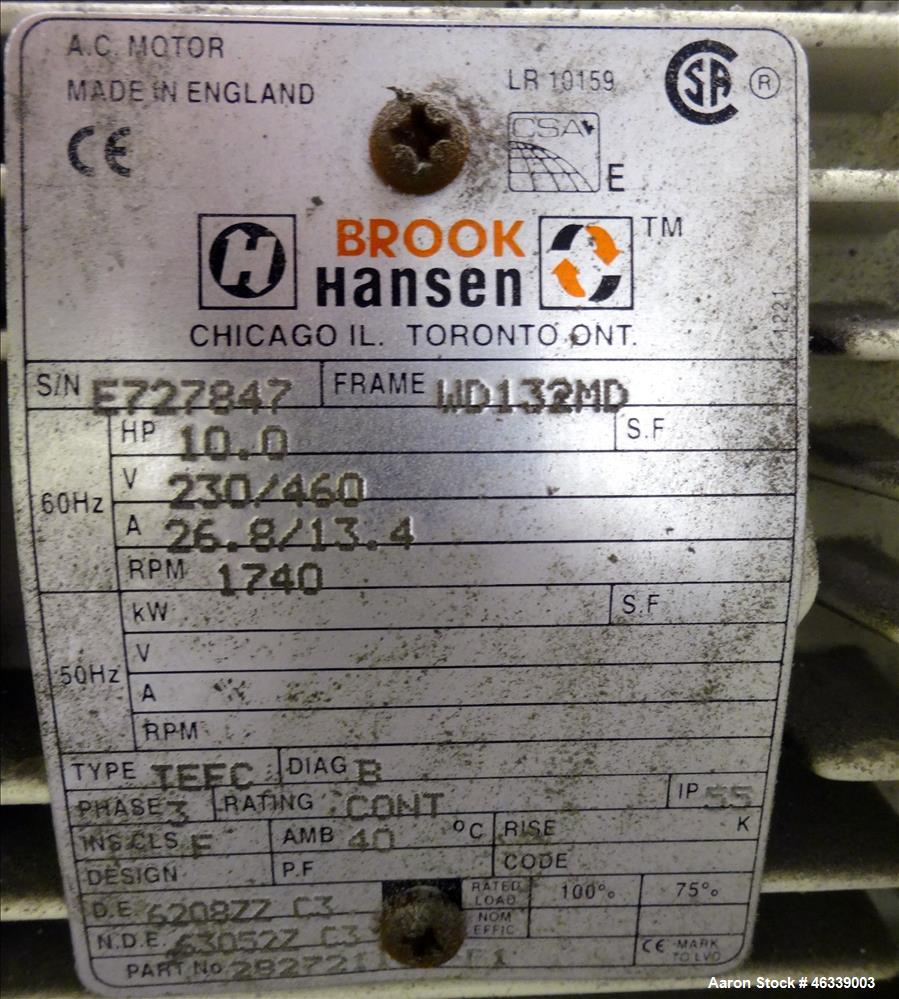 A.C. MOTOR
MADE IN ENGLAND
LR 10159
CSA ®
CE
CSA
E
H BROOK TM
Hansen
CHICAGO IL. TORONTO ONT.
1221
S/N E727847 FRAME WD132MD
HP 10.0 S.F
60Hz
V 230/460
A 26.8/13.4
RPM 1740
kW S.F
50Hz
V
A
RPM
TYPE TEFC DIAG B
PHASE 3 RATING CONT IP 55
INS CLS F AMB 40 °C RISE K
DESIGN P.F CODE
D.E. 6208ZZ C3 RATED LOAD 100% 75%
N.D.E. 6305ZZ C3 NOM EFFIC CE MARK TO LVD
PART No
Aaron Stock # 46339003